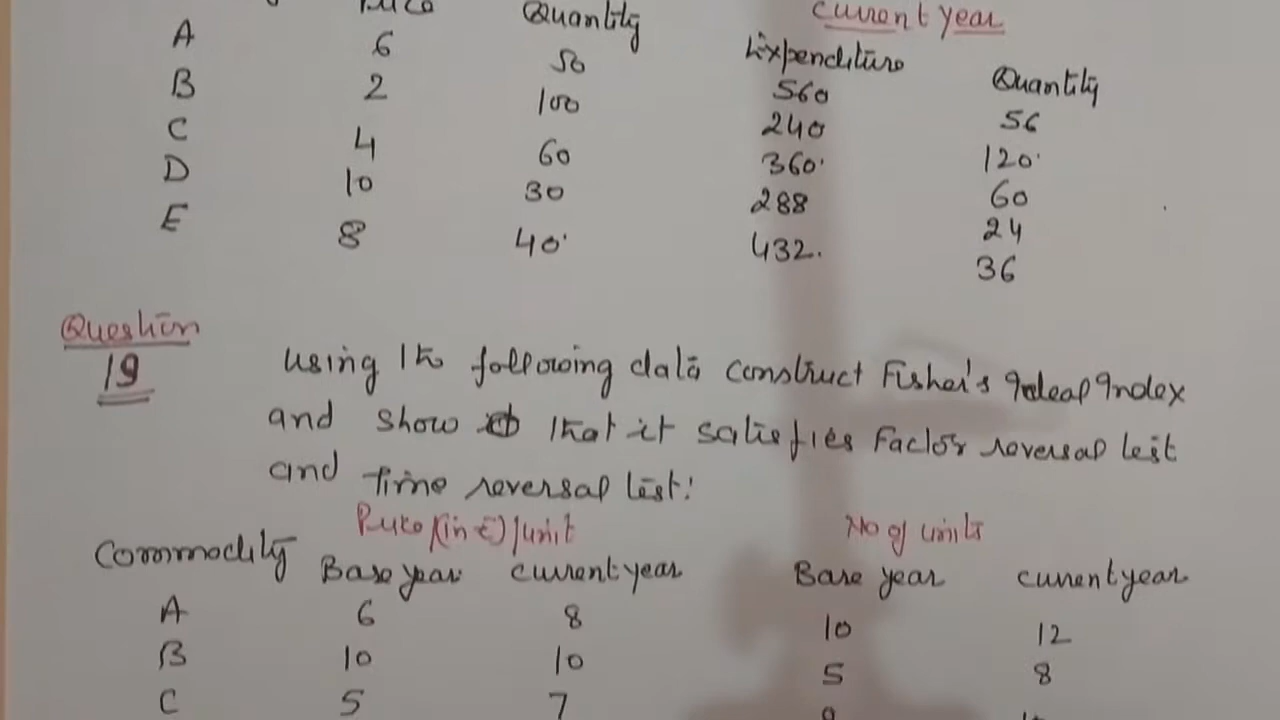 Quantity
current year
Expenditure Quantity
A 6 50 560 56
B 2 100 240 120
C 4 60 360 60
D 10 30 288 24
E 8 40 432 36
Question
19
using the following data construct Fisher's Ideal Index
and show that it satisfies Factor reversal test
and Time reversal test:
Price (in ₹)/unit No of units
Commodity Base year current year Base year current year
A 6 8 10 12
B 10 10 5 8
C 5 7